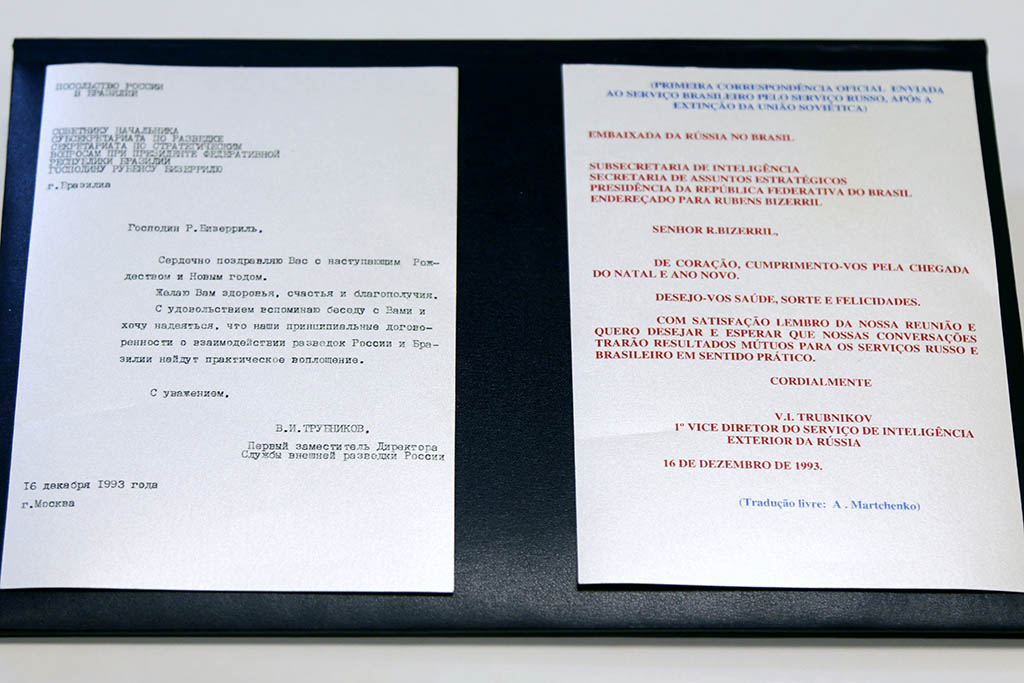 ПОСОЛЬСТВО РОССИИ
В БРАЗИЛИИ
СОВЕТНИКУ НАЧАЛЬНИКА
СУБСЕКРЕТАРИАТА ПО РАЗВЕДКЕ
СЕКРЕТАРИАТА ПО СТРАТЕГИЧЕСКИМ
ВОПРОСАМ ПРИ ПРЕЗИДЕНТЕ ФЕДЕРАТИВНОЙ
РЕСПУБЛИКИ БРАЗИЛИИ
ГОСПОДИНУ РУБЕНСУ БИЗЕРРИЛЮ
г.Бразилиа
Господин Р.Бизерриль,
Сердечно поздравляю Вас с наступающим Рож-
деством и Новым годом.
Желаю Вам здоровья, счастья и благополучия.
С удовольствием вспоминаю беседу с Вами и
хочу надеяться, что наши принципиальные догово-
ренности о взаимодействии разведок России и Бра-
зилии найдут практическое воплощение.
С уважением,
В.И.ТРУБНИКОВ,
Первый заместитель Директора
Службы внешней разведки России
16 декабря 1993 года
г.Москва
(PRIMEIRA CORRESPONDÊNCIA OFICIAL ENVIADA
AO SERVIÇO BRASILEIRO PELO SERVIÇO RUSSO, APÓS A
EXTINÇÃO DA UNIÃO SOVIÉTICA)
EMBAIXADA DA RÚSSIA NO BRASIL
SUBSECRETARIA DE INTELIGÊNCIA
SECRETARIA DE ASSUNTOS ESTRATÉGICOS
PRESIDÊNCIA DA REPÚBLICA FEDERATIVA DO BRASIL
ENDEREÇADO PARA RUBENS BIZERRIL
SENHOR R.BIZERRIL,
DE CORAÇÃO, CUMPRIMENTO-VOS PELA CHEGADA
DO NATAL E ANO NOVO.
DESEJO-VOS SAÚDE, SORTE E FELICIDADES.
COM SATISFAÇÃO LEMBRO DA NOSSA REUNIÃO E
QUERO DESEJAR E ESPERAR QUE NOSSAS CONVERSAÇÕES
TRARÃO RESULTADOS MÚTUOS PARA OS SERVIÇOS RUSSO E
BRASILEIRO EM SENTIDO PRÁTICO.
CORDIALMENTE
V.I. TRUBNIKOV
1º VICE DIRETOR DO SERVIÇO DE INTELIGÊNCIA
EXTERIOR DA RÚSSIA
16 DE DEZEMBRO DE 1993.
(Tradução livre: A . Martchenko)